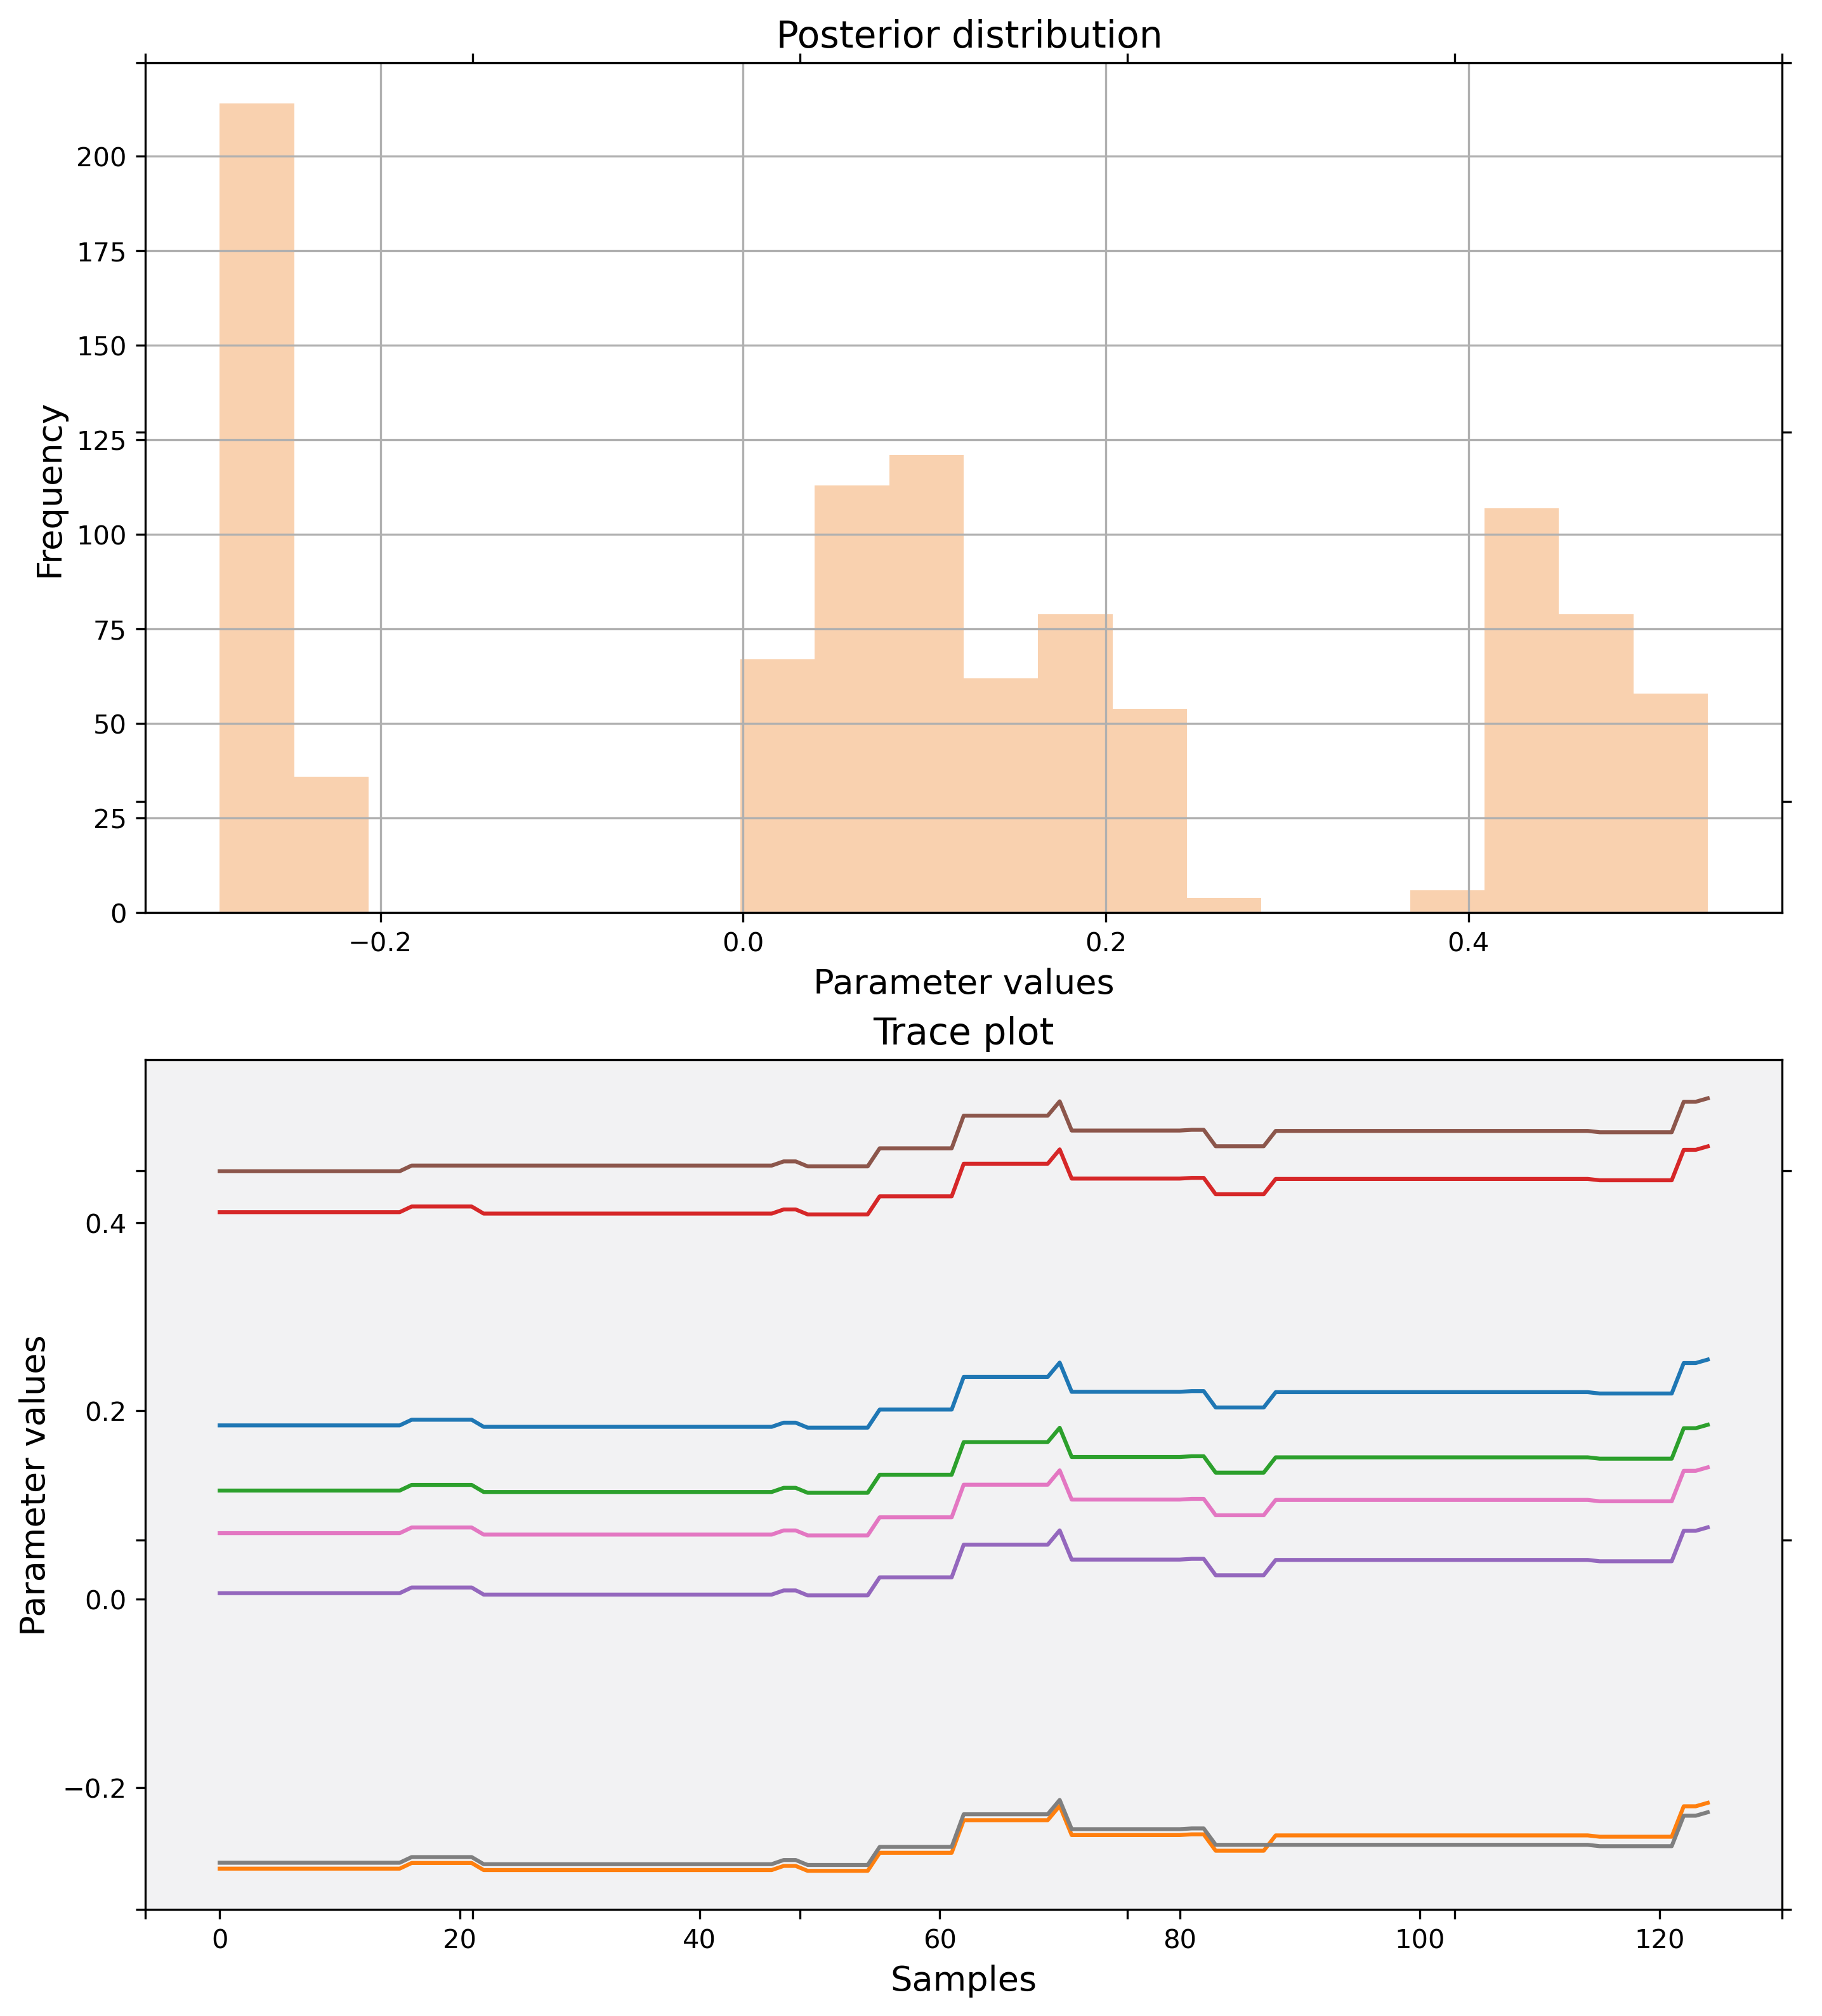 Posterior distribution
200
175
150
125
100
75
50
25
0
Frequency
−0.2 0.0 0.2 0.4
Parameter values
Trace plot
0.4
0.2
0.0
−0.2
Parameter values
0 20 40 60 80 100 120
Samples